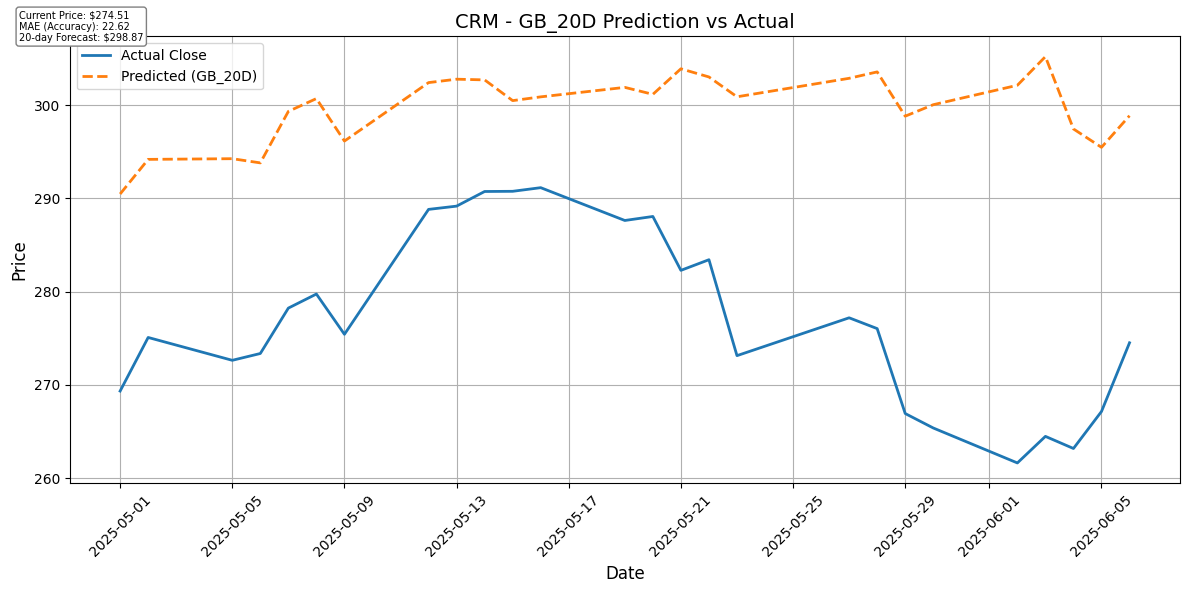 CRM - GB_20D Prediction vs Actual
Current Price: $274.51
MAE (Accuracy): 22.62
20-day Forecast: $298.87
Actual Close
Predicted (GB_20D)
Price
300
290
280
270
260
2025-05-01
2025-05-05
2025-05-09
2025-05-13
2025-05-17
2025-05-21
2025-05-25
2025-05-29
2025-06-01
2025-06-05
Date